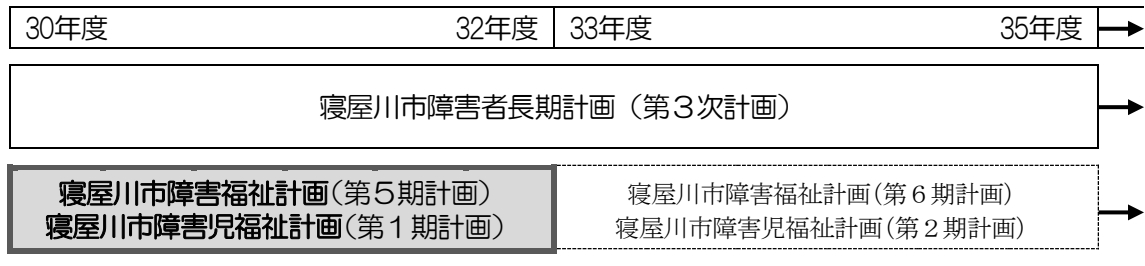 30年度 32年度 33年度 35年度
寝屋川市障害者長期計画（第３次計画）
寝屋川市障害福祉計画(第５期計画)
寝屋川市障害児福祉計画(第１期計画)
寝屋川市障害福祉計画(第６期計画)
寝屋川市障害児福祉計画(第２期計画)